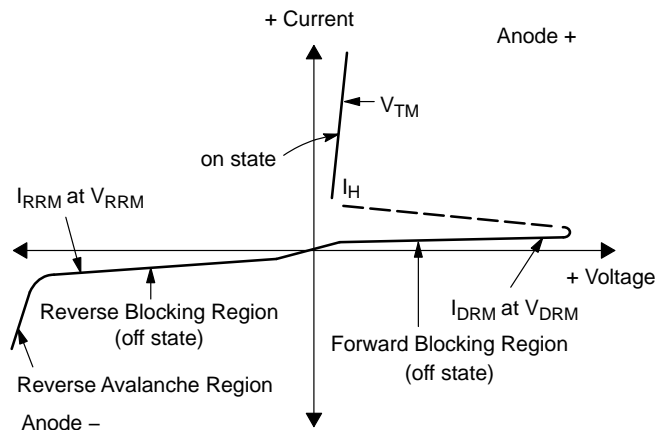 + Current
Anode +
V_TM
on state
I_H
I_RRM at V_RRM
+ Voltage
I_DRM at V_DRM
Reverse Blocking Region
(off state)
Forward Blocking Region
(off state)
Reverse Avalanche Region
Anode −